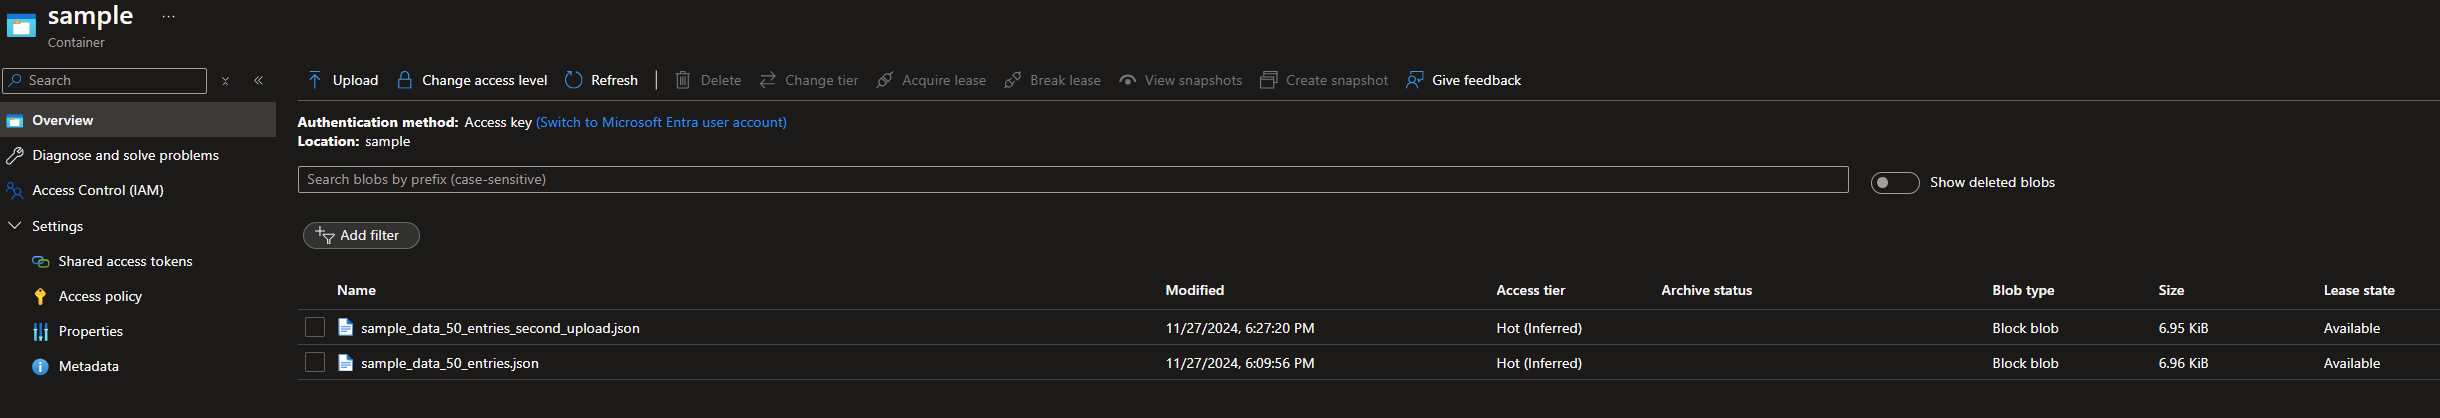 sample ...
Container
Search
Upload Change access level Refresh Delete Change tier Acquire lease Break lease View snapshots Create snapshot Give feedback
Overview
Diagnose and solve problems
Access Control (IAM)
Settings
Shared access tokens
Access policy
Properties
Metadata
Authentication method: Access key (Switch to Microsoft Entra user account)
Location: sample
Search blobs by prefix (case-sensitive)
Show deleted blobs
Add filter
Name Modified Access tier Archive status Blob type Size Lease state
sample_data_50_entries_second_upload.json 11/27/2024, 6:27:20 PM Hot (Inferred) Block blob 6.95 KiB Available
sample_data_50_entries.json 11/27/2024, 6:09:56 PM Hot (Inferred) Block blob 6.96 KiB Available